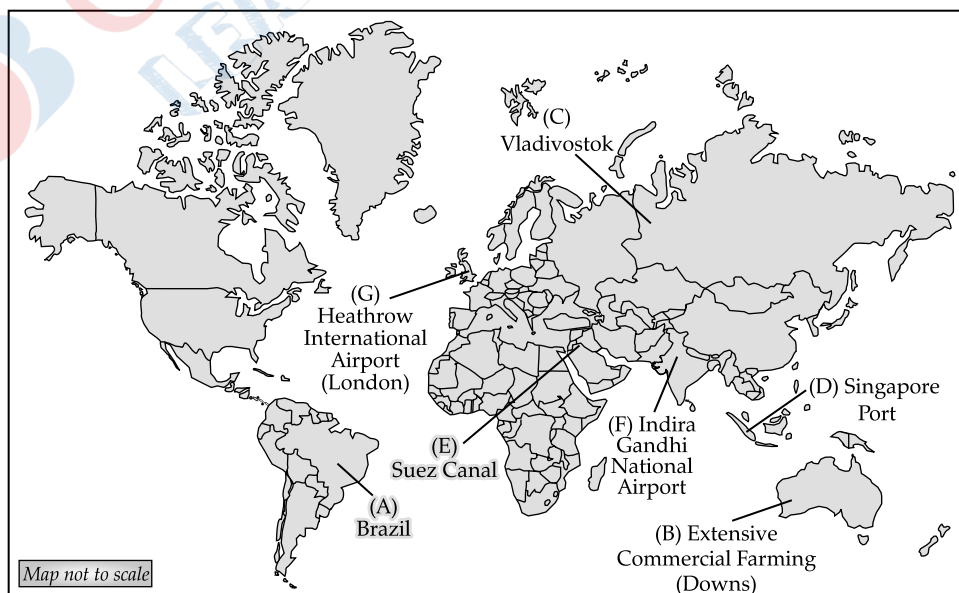 (C)
Vladivostok
(G)
Heathrow
International
Airport
(London)
(D) Singapore
Port
(E)
Suez Canal
(F) Indira
Gandhi
National
Airport
(A)
Brazil
(B) Extensive
Commercial Farming
(Downs)
Map not to scale